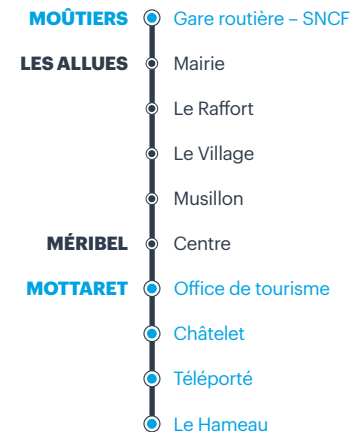 MOÛTIERS Gare routière – SNCF
LES ALLUES Mairie
Le Raffort
Le Village
Musillon
MÉRIBEL Centre
MOTTARET Office de tourisme
Châtelet
Téléporté
Le Hameau